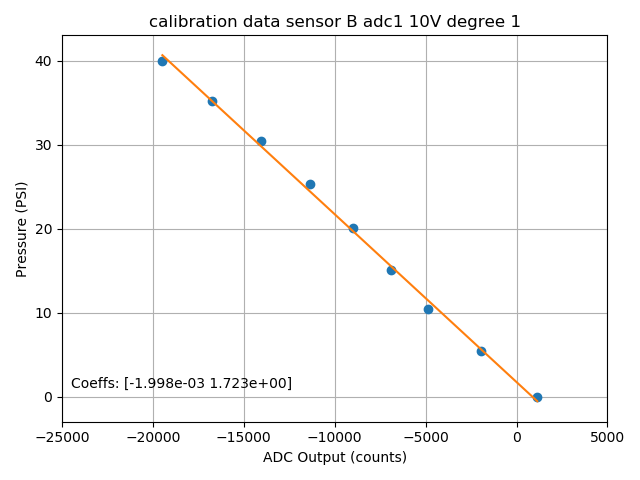 calibration data sensor B adc1 10V degree 1
Pressure (PSI)
40
30
20
10
0
Coeffs: [-1.998e-03 1.723e+00]
−25000 −20000 −15000 −10000 −5000 0 5000
ADC Output (counts)